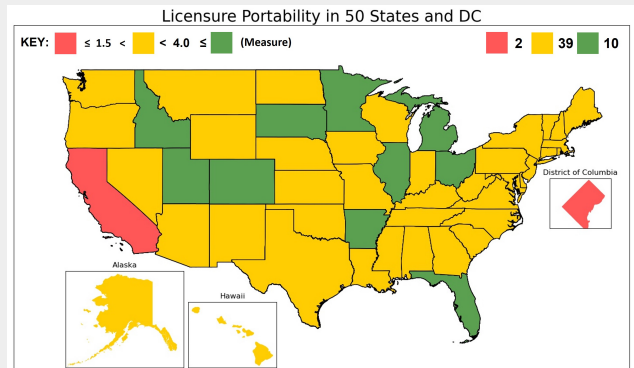 Licensure Portability in 50 States and DC
KEY: ≤ 1.5 < < 4.0 ≤ (Measure) 2 39 10
District of Columbia
Alaska
Hawaii